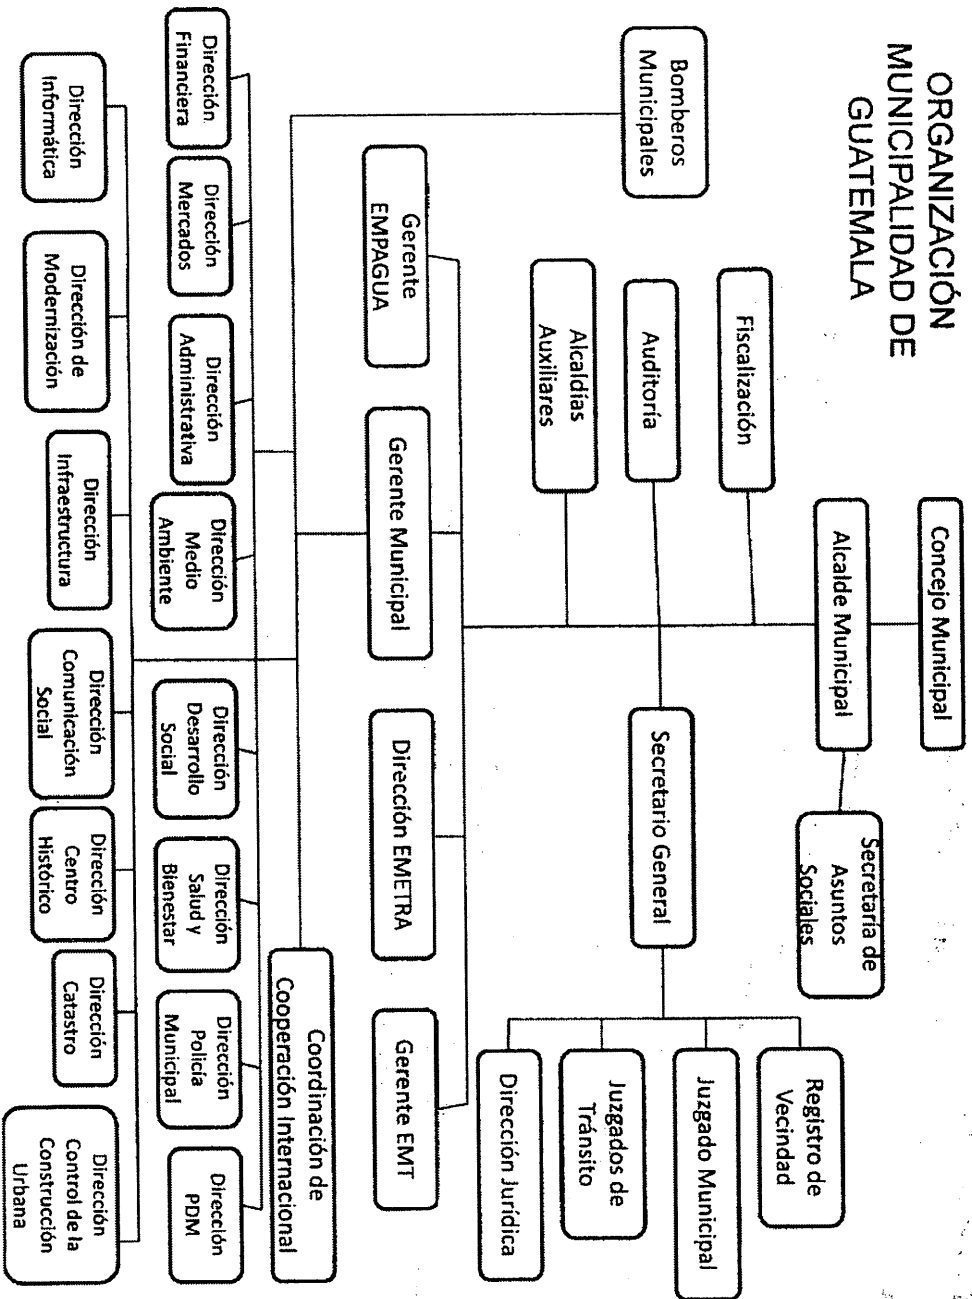 ORGANIZACIÓN
MUNICIPALIDAD DE
GUATEMALA
Concejo Municipal
Alcalde Municipal
Secretaría de
Asuntos
Sociales
Fiscalización
Auditoría
Alcaldías
Auxiliares
Secretario General
Registro de
Vecindad
Juzgado Municipal
Juzgados de
Tránsito
Dirección Jurídica
Bomberos
Municipales
Gerente
EMPAGUA
Gerente Municipal
Dirección EMETRA
Gerente EMT
Coordinación de
Cooperación Internacional
Dirección
Financiera
Dirección
Mercados
Dirección
Administrativa
Dirección
Medio
Ambiente
Dirección
Desarrollo
Social
Dirección
Salud y
Bienestar
Dirección
Policía
Municipal
Dirección
PDM
Dirección
Informática
Dirección de
Modernización
Dirección
Infraestructura
Dirección
Comunicación
Social
Dirección
Centro
Histórico
Dirección
Catastro
Dirección
Control de la
Construcción
Urbana